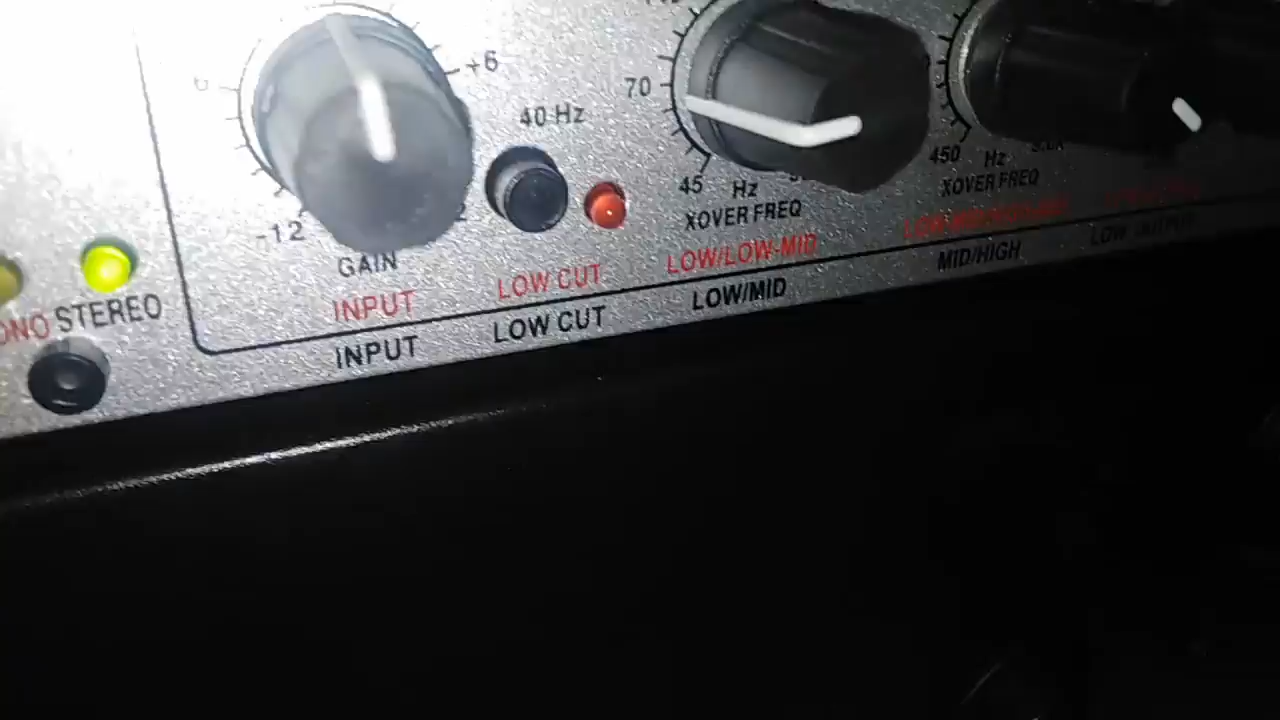 +6
40 Hz
70
-12
45 Hz
XOVER FREQ
450 Hz
XOVER FREQ
GAIN
STEREO
INPUT
LOW CUT
LOW/LOW-MID
INPUT
LOW CUT
LOW/MID
MID/HIGH